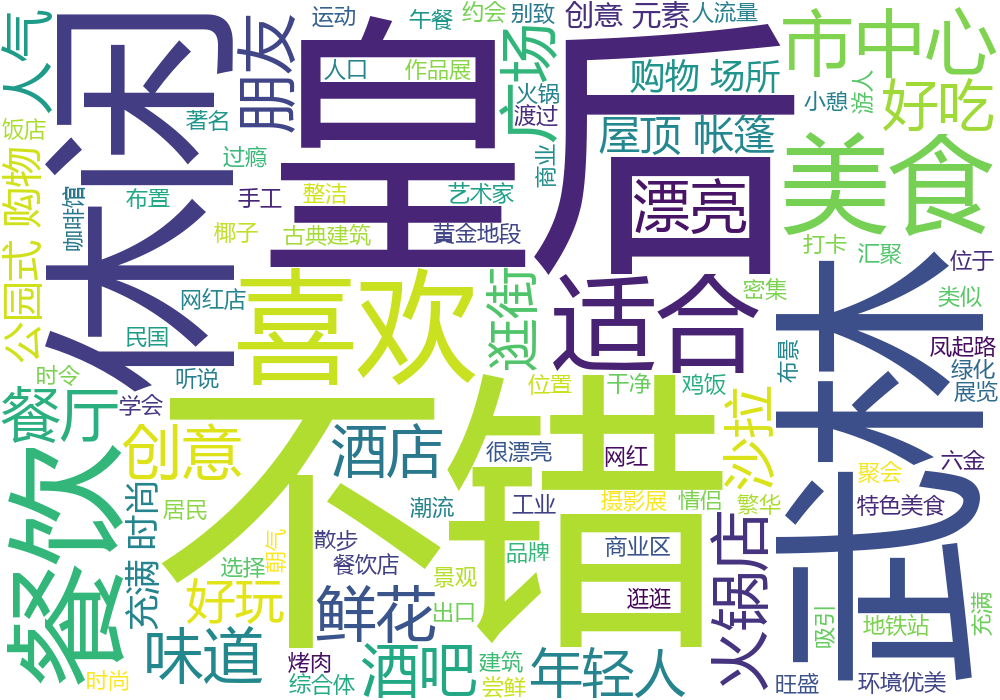 人气
休闲
朋友
运动
午餐
约会
别致
创意 元素
人流量
皇后
人口
作品展
广场
火锅
渡过
购物 场所
市中心
小憩
游人
好吃
饭店
著名
过瘾
商业
屋顶 帐篷
公园式 购物
咖啡馆
布置
手工
整洁
艺术家
漂亮
美食
椰子
古典建筑
黄金地段
打卡
汇聚
位于
网红店
喜欢
逛街
适合
密集
类似
武林
民国
凤起路
时令
听说
布景
绿化
展览
餐厅
学会
不错
位置
干净
鸡饭
沙拉
创意
酒店
很漂亮
网红
聚会
六金
餐饮
充满 时尚
居民
潮流
工业
摄影展
情侣
繁华
特色美食
朝气
散步
火锅店
选择
餐饮店
品牌
商业区
景观
好玩
鲜花
出口
逛逛
吸引
地铁站
充满
味道
烤肉
酒吧
建筑
年轻人
时尚
综合体
尝鲜
旺盛
环境优美